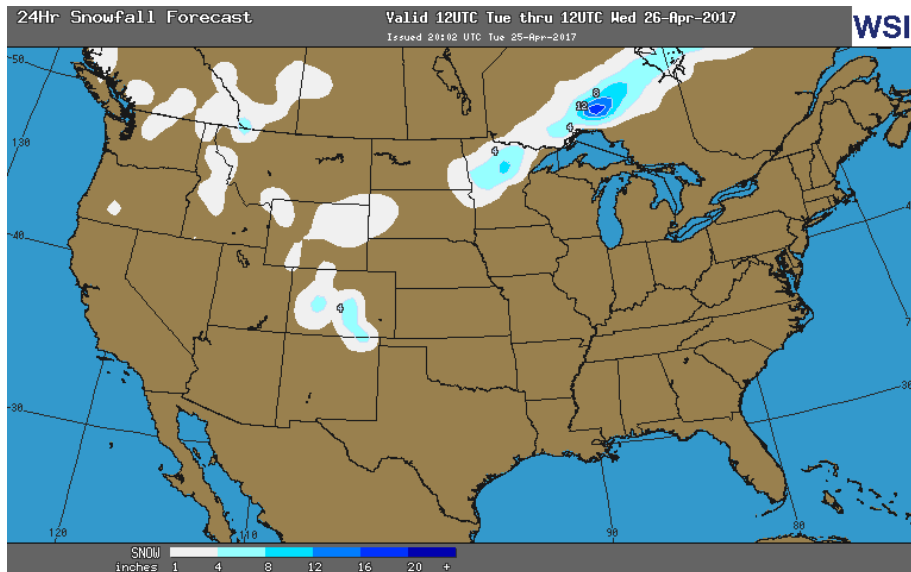 24Hr Snowfall Forecast
Valid 12UTC Tue thru 12UTC Wed 26-Apr-2017
Issued 20:02 UTC Tue 25-Apr-2017
WSI
50
130
40
30
8
12
4
4
4
4
30
120
110
90
80
SNOW
inches 1 4 8 12 16 20 +